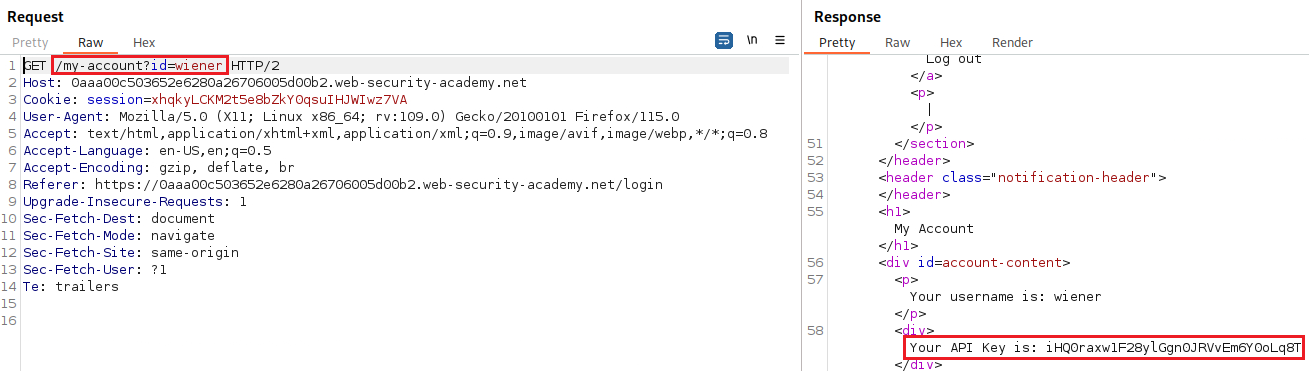 Request
Pretty Raw Hex
\n
1 GET /my-account?id=wiener HTTP/2
2 Host: 0aaa00c503652e6280a26706005d00b2.web-security-academy.net
3 Cookie: session=xhqkyLCKM2t5e8bZkY0qsuIHJWIwz7VA
4 User-Agent: Mozilla/5.0 (X11; Linux x86_64; rv:109.0) Gecko/20100101 Firefox/115.0
5 Accept: text/html,application/xhtml+xml,application/xml;q=0.9,image/avif,image/webp,*/*;q=0.8
6 Accept-Language: en-US,en;q=0.5
7 Accept-Encoding: gzip, deflate, br
8 Referer: https://0aaa00c503652e6280a26706005d00b2.web-security-academy.net/login
9 Upgrade-Insecure-Requests: 1
10 Sec-Fetch-Dest: document
11 Sec-Fetch-Mode: navigate
12 Sec-Fetch-Site: same-origin
13 Sec-Fetch-User: ?1
14 Te: trailers
15
16
Response
Pretty Raw Hex Render
Log out
</a>
<p>
|
</p>
51 </section>
52 </header>
53 <header class="notification-header">
54 </header>
55 <h1>
My Account
</h1>
56 <div id=account-content>
57 <p>
Your username is: wiener
</p>
58 <div>
Your API Key is: iHQ0raxw1F28ylGgn0JRVvEm6Y0oLq8T
</div>